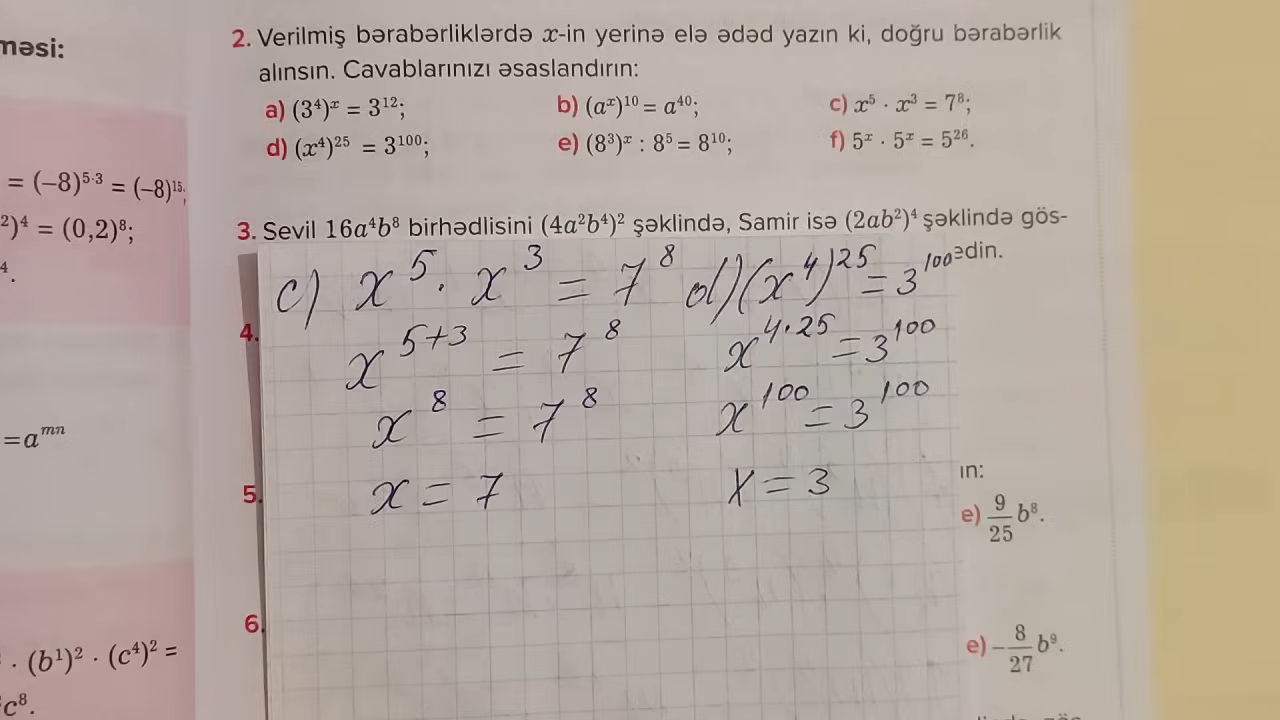 məsi:
= (−8)⁵·³ = (−8)¹⁵;
²)⁴ = (0,2)⁸;
⁴.
=aᵐⁿ
· (b¹)² · (c⁴)² =
c⁸.
2. Verilmiş bərabərliklərdə x-in yerinə elə ədəd yazın ki, doğru bərabərlik
alınsın. Cavablarınızı əsaslandırın:
a) (3⁴)ˣ = 3¹²; b) (aˣ)¹⁰ = a⁴⁰; c) x⁵ · x³ = 7⁸;
d) (x⁴)²⁵ = 3¹⁰⁰; e) (8³)ˣ : 8⁵ = 8¹⁰; f) 5ˣ · 5ˣ = 5²⁶.
3. Sevil 16a⁴b⁸ birhədlisini (4a²b⁴)² şəklində, Samir isə (2ab²)⁴ şəklində gös-
edin.
c) x⁵ · x³ = 7⁸
x⁵⁺³ = 7⁸
x⁸ = 7⁸
x = 7
d) (x⁴)²⁵ = 3¹⁰⁰
x⁴·²⁵ = 3¹⁰⁰
x¹⁰⁰ = 3¹⁰⁰
x = 3
4.
5.
ın:
e) 9/25 b⁸.
6.
e) −8/27 b⁹.